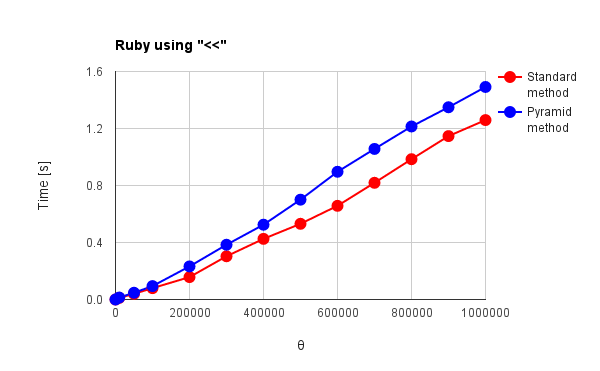 Ruby using "<<"
1.6
1.2
0.8
0.4
0.0
Time [s]
0
200000
400000
600000
800000
1000000
θ
Standard
method
Pyramid
method